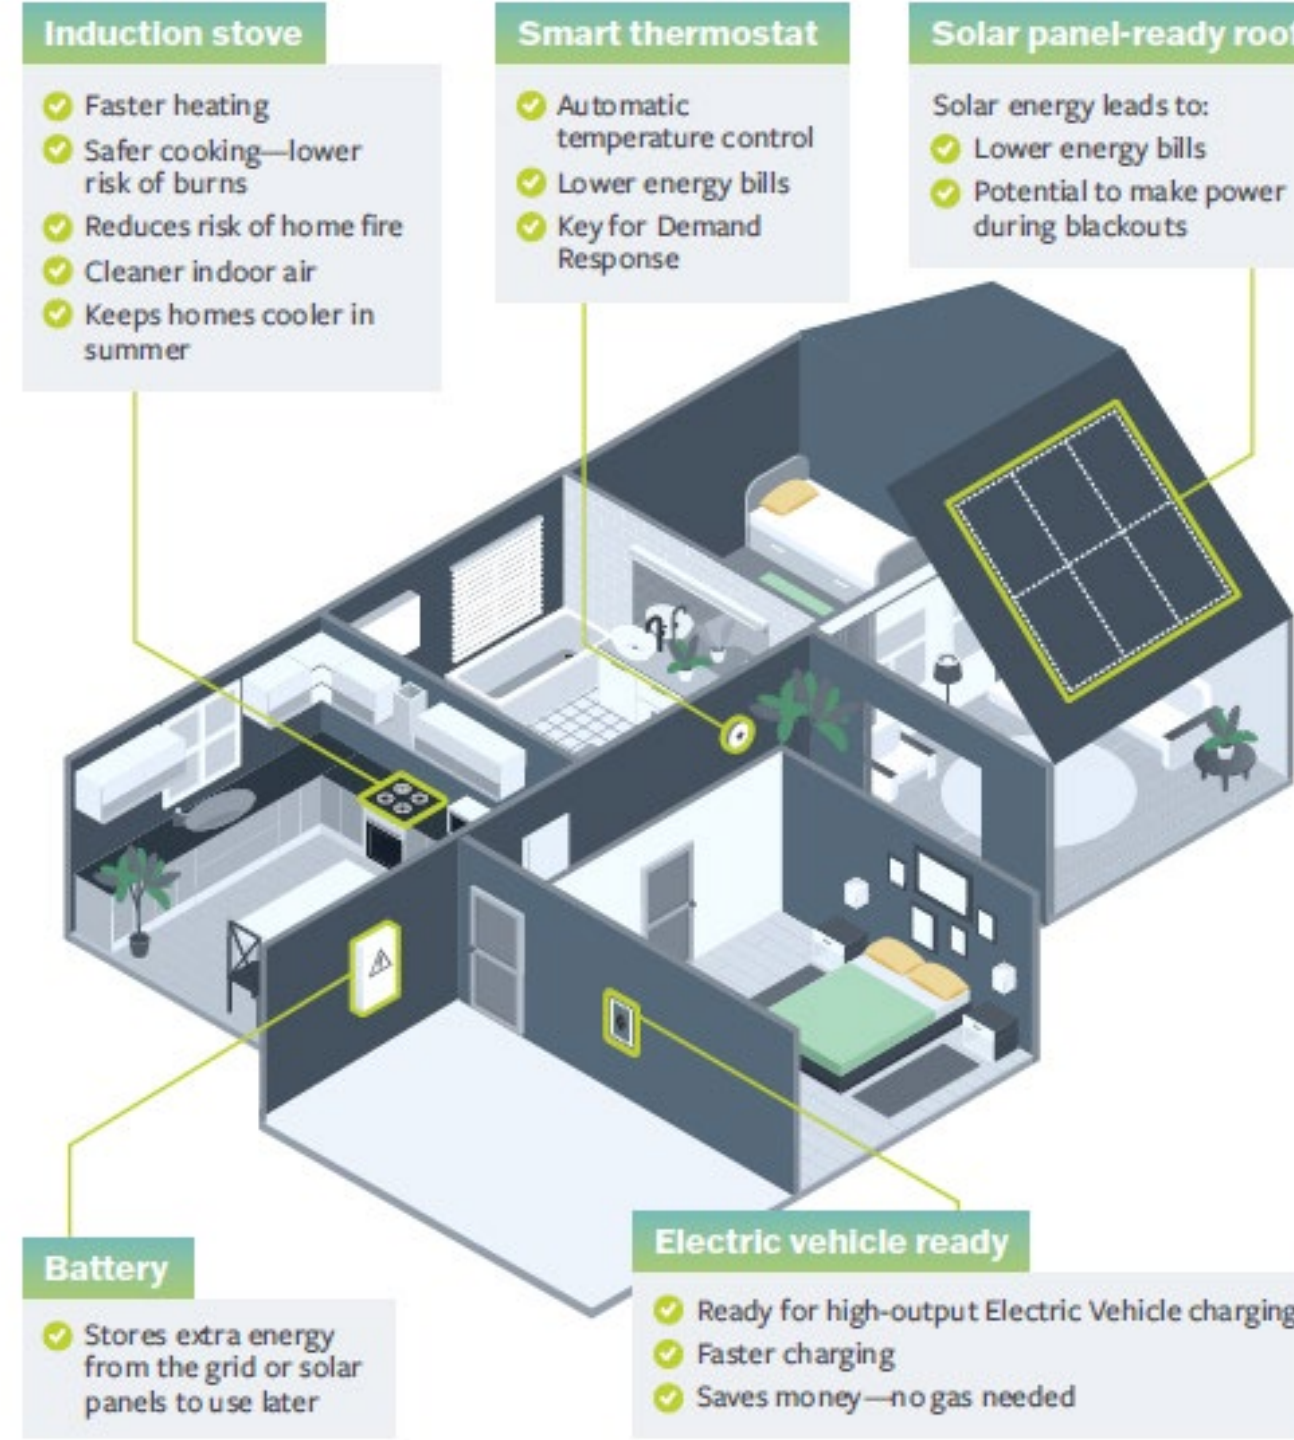 Induction stove
Faster heating
Safer cooking—lower
risk of burns
Reduces risk of home fire
Cleaner indoor air
Keeps homes cooler in
summer
Smart thermostat
Automatic
temperature control
Lower energy bills
Key for Demand
Response
Solar panel-ready roof
Solar energy leads to:
Lower energy bills
Potential to make power
during blackouts
Battery
Stores extra energy
from the grid or solar
panels to use later
Electric vehicle ready
Ready for high-output Electric Vehicle charging
Faster charging
Saves money—no gas needed